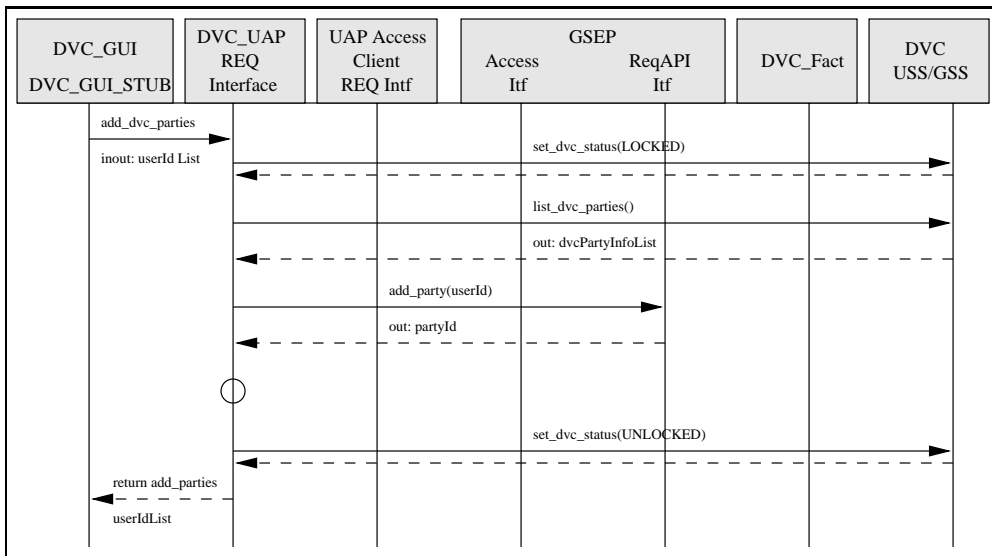 DVC_GUI
DVC_GUI_STUB
DVC_UAP
REQ
Interface
UAP Access
Client
REQ Intf
GSEP
Access
Itf
ReqAPI
Itf
DVC_Fact
DVC
USS/GSS
add_dvc_parties
inout: userId List
set_dvc_status(LOCKED)
list_dvc_parties()
out: dvcPartyInfoList
add_party(userId)
out: partyId
set_dvc_status(UNLOCKED)
return add_parties
userIdList